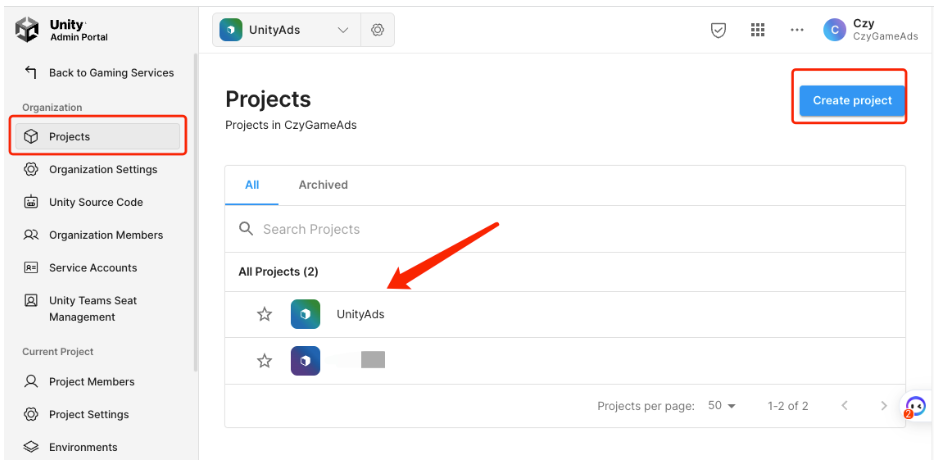 Unity
Admin Portal
UnityAds
C
Czy
CzyGameAds
Back to Gaming Services
Organization
Projects
Organization Settings
Unity Source Code
Organization Members
Service Accounts
Unity Teams Seat
Management
Current Project
Project Members
Project Settings
Environments
Projects
Projects in CzyGameAds
Create project
All
Archived
Search Projects
All Projects (2)
UnityAds
Projects per page: 50
1-2 of 2
2